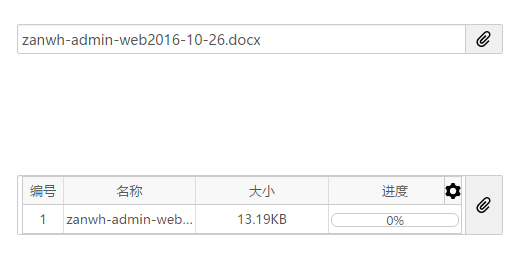 zanwh-admin-web2016-10-26.docx
编号 名称 大小 进度
1 zanwh-admin-web... 13.19KB 0%